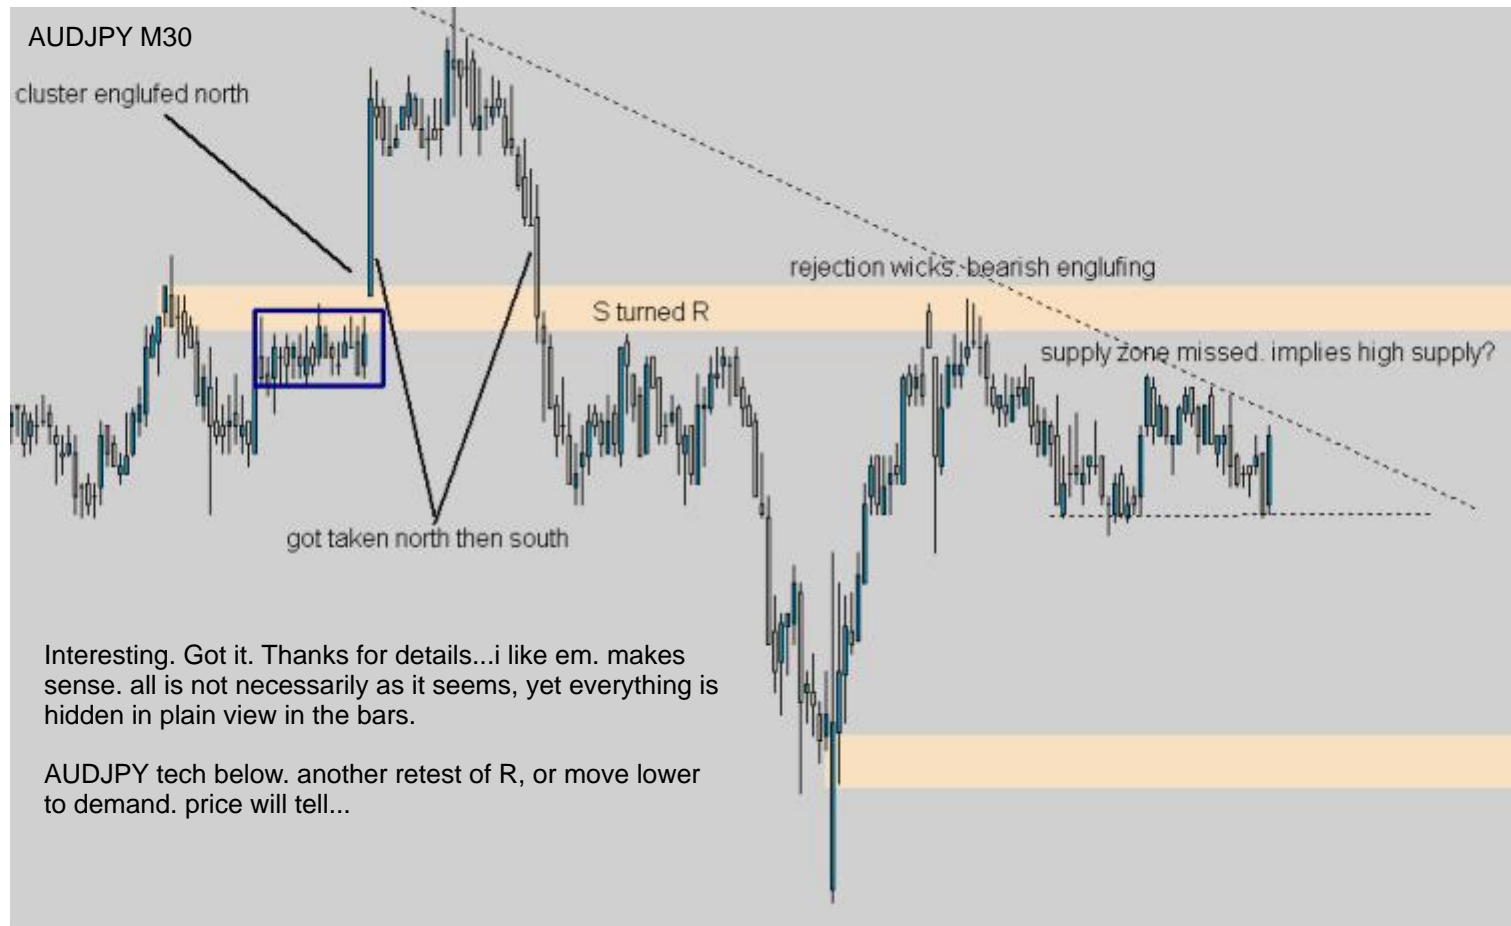 AUDJPY M30
cluster englufed north
rejection wicks. bearish englufing
S turned R
supply zone missed. implies high supply?
got taken north then south
Interesting. Got it. Thanks for details...i like em. makes
sense. all is not necessarily as it seems, yet everything is
hidden in plain view in the bars.
AUDJPY tech below. another retest of R, or move lower
to demand. price will tell...